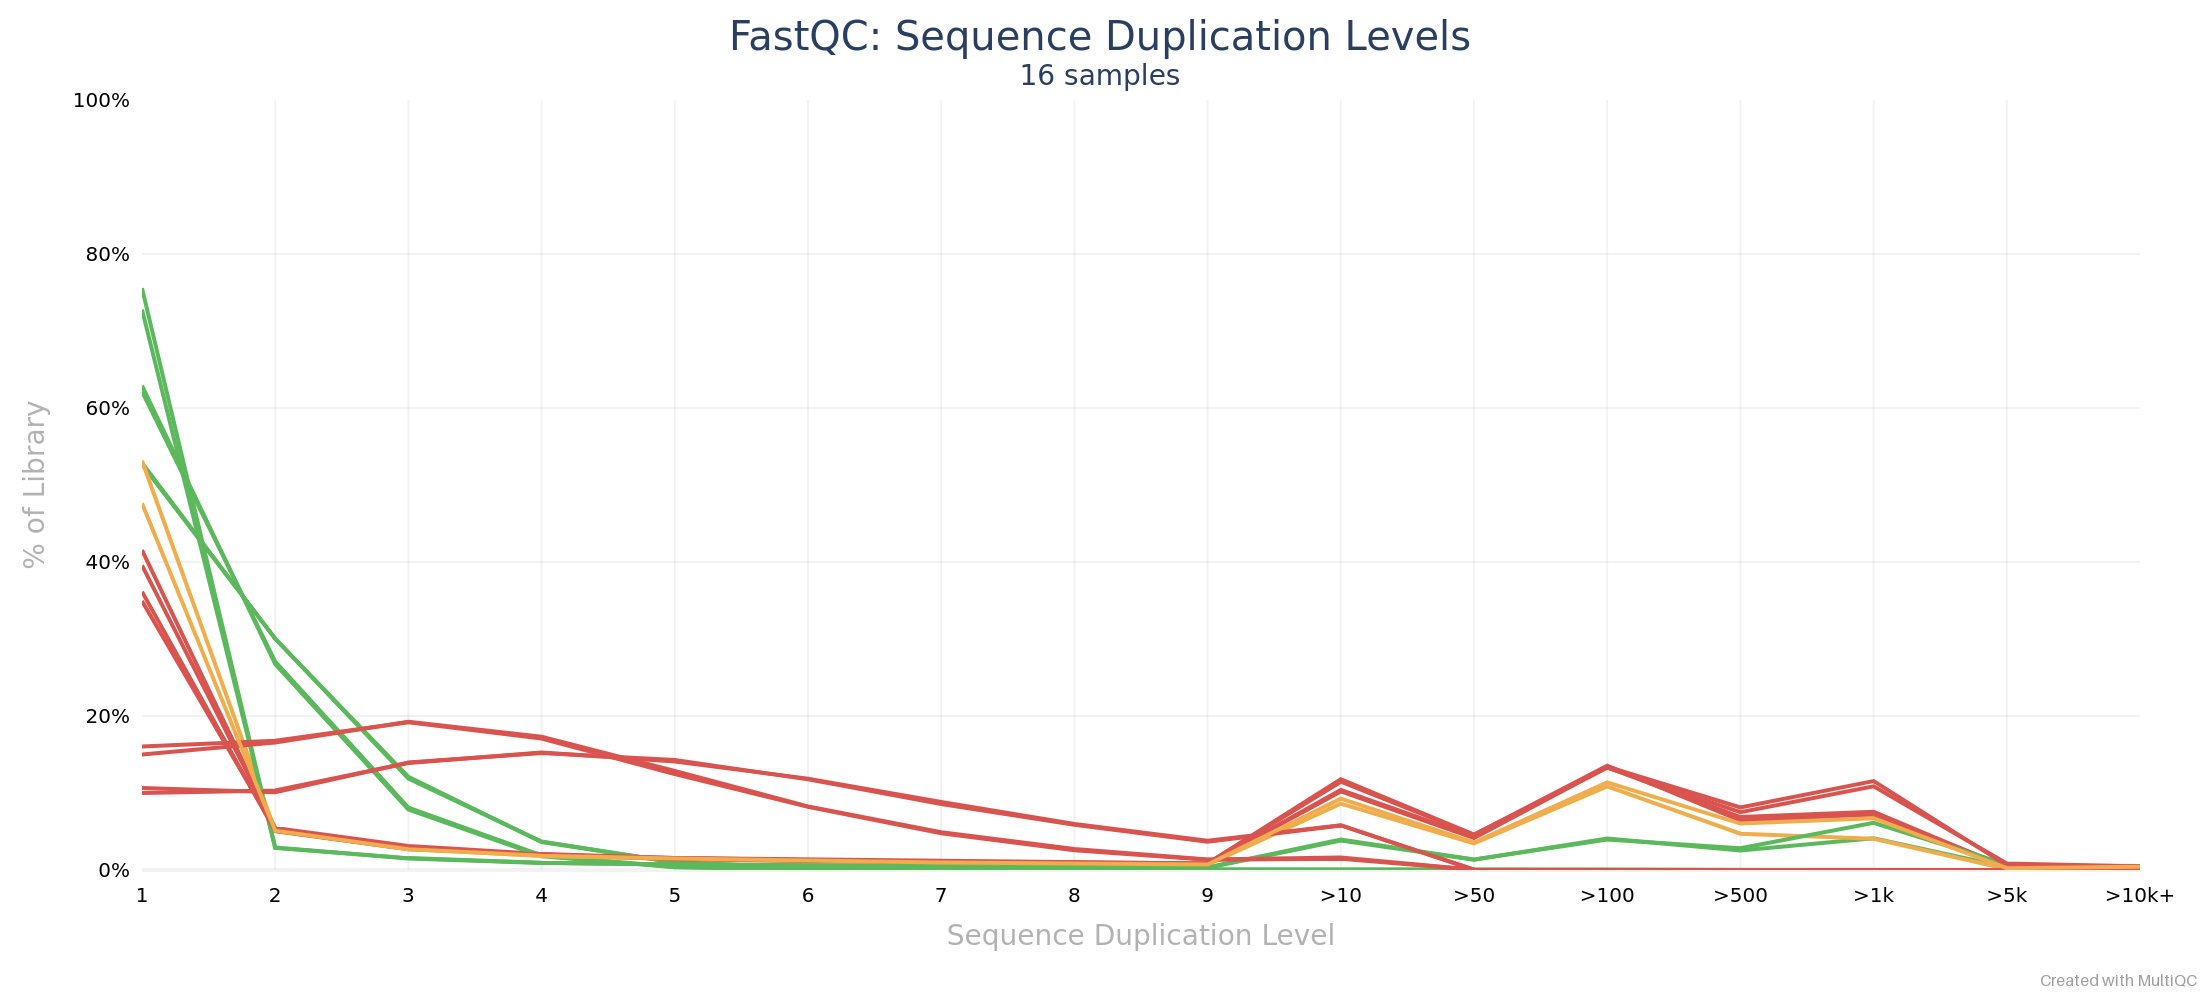 FastQC: Sequence Duplication Levels
16 samples
100%
80%
60%
40%
20%
0%
% of Library
1 2 3 4 5 6 7 8 9 >10 >50 >100 >500 >1k >5k >10k+
Sequence Duplication Level
Created with MultiQC